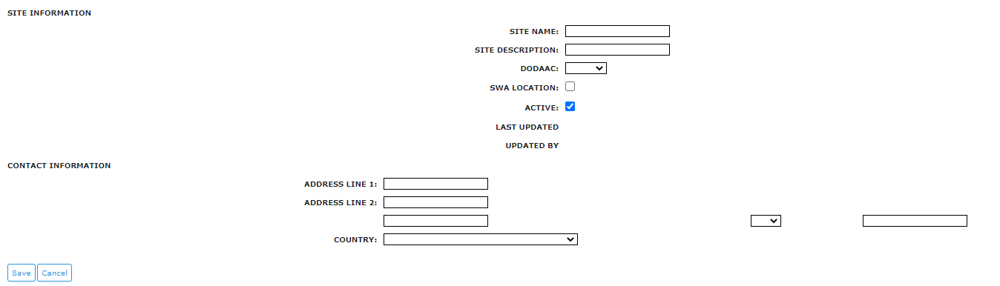 SITE INFORMATION
SITE NAME:
SITE DESCRIPTION:
DODAAC:
SWA LOCATION:
ACTIVE:
LAST UPDATED
UPDATED BY
CONTACT INFORMATION
ADDRESS LINE 1:
ADDRESS LINE 2:
COUNTRY:
Save Cancel